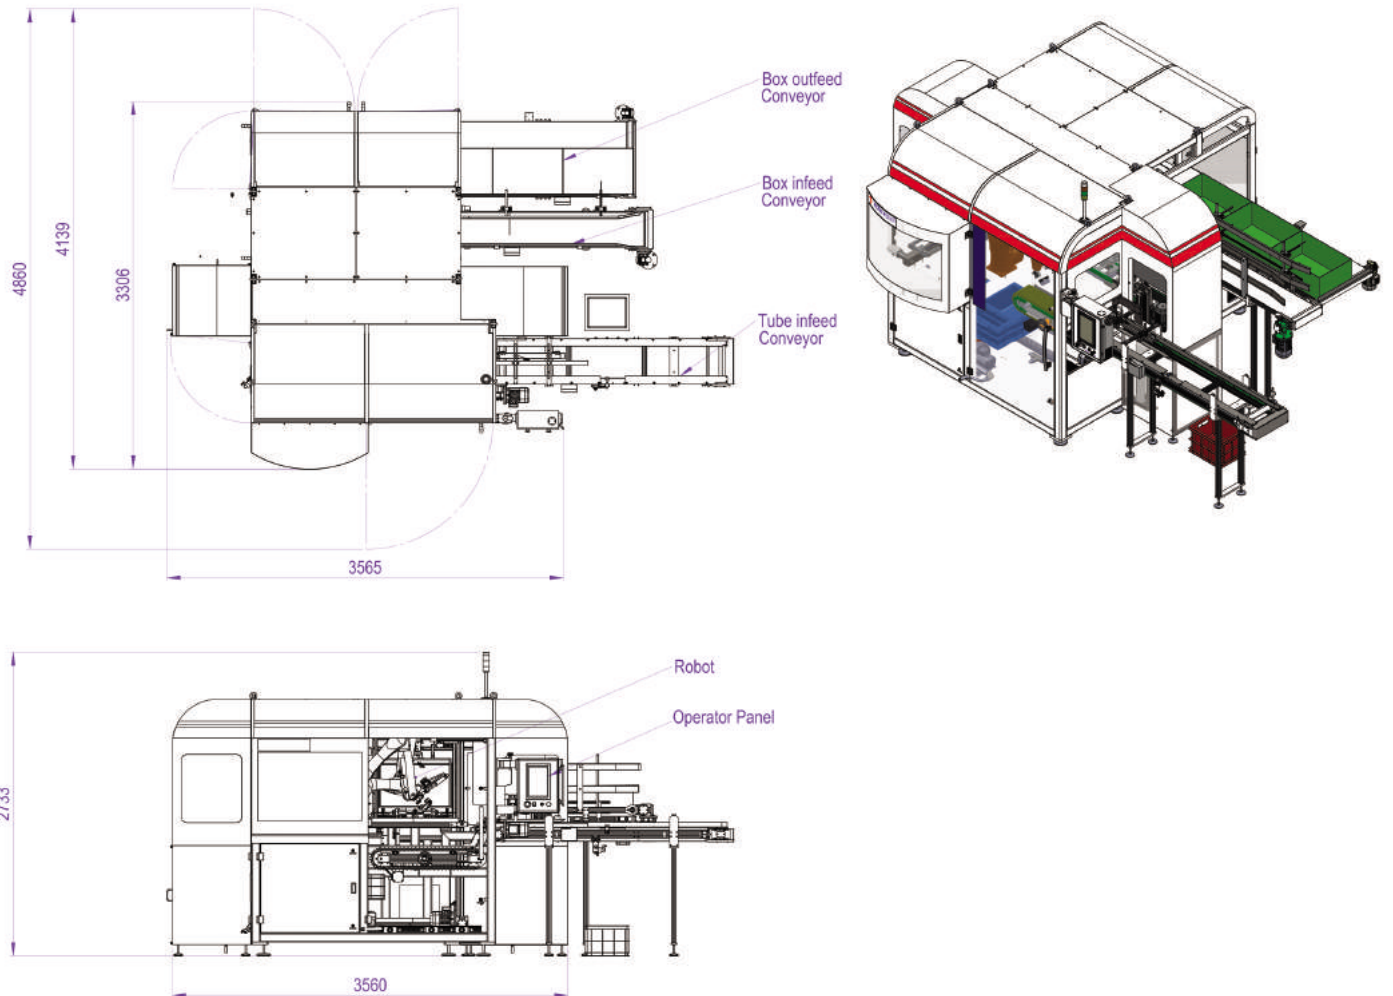 Box outfeed
Conveyor
Box infeed
Conveyor
Tube infeed
Conveyor
4860
4139
3306
3565
Robot
Operator Panel
2733
3560